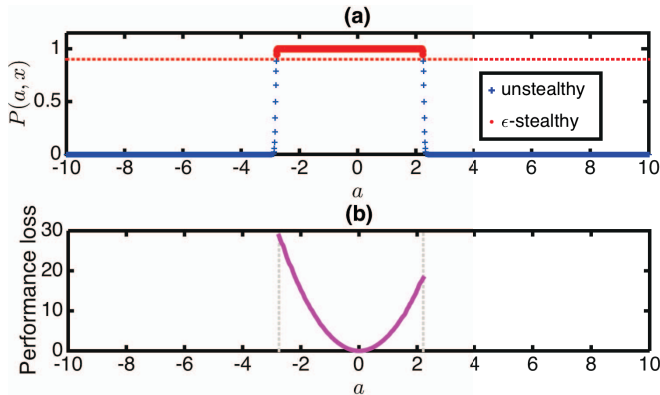 (a)
P(a, x)
1
0.5
0
unstealthy
ϵ-stealthy
-10 -8 -6 -4 -2 0 2 4 6 8 10
a
(b)
Performance loss
30
20
10
0
-10 -8 -6 -4 -2 0 2 4 6 8 10
a